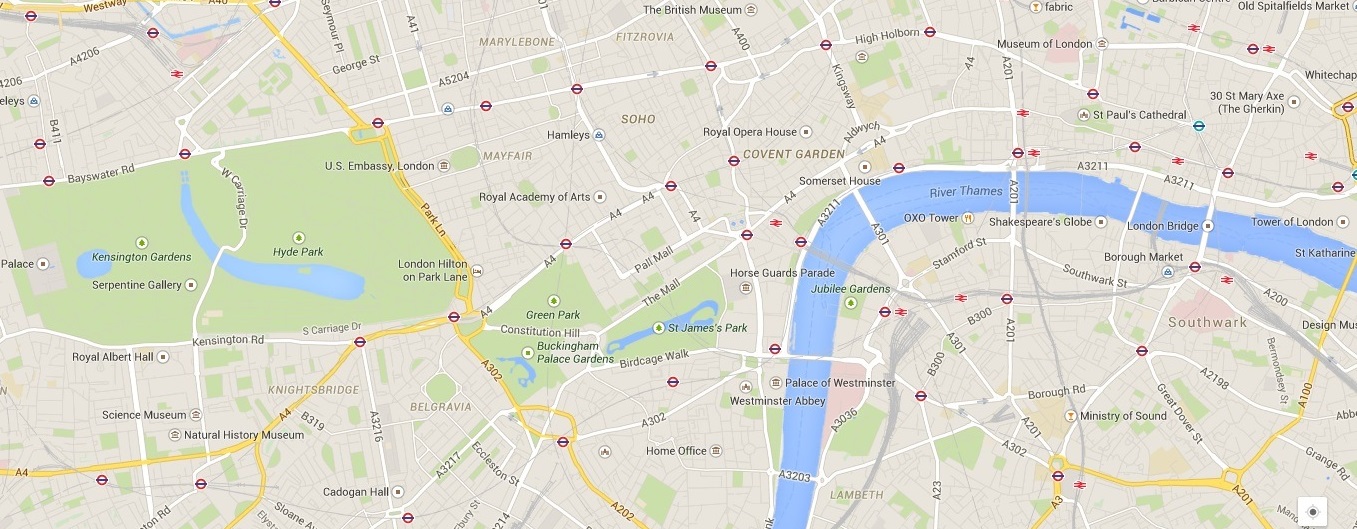 Westway
A40
The British Museum
fabric
Old Spitalfields Market
Seymour Pl
A41
MARYLEBONE
FITZROVIA
A400
High Holborn
Museum of London
A4206
George St
A5204
Kingsway
A4
A201
Whitechap
eleys
B411
Hamleys
SOHO
Royal Opera House
Aldwych
A4
St Paul's Cathedral
30 St Mary Axe
(The Gherkin)
Bayswater Rd
W Carriage Dr
U.S. Embassy, London
MAYFAIR
COVENT GARDEN
Somerset House
A3211
A3211
Royal Academy of Arts
A4
A4
A4
A4
A3211
River Thames
A201
Park Ln
OXO Tower
Shakespeare's Globe
London Bridge
Tower of London
Kensington Gardens
Hyde Park
Palace
Serpentine Gallery
London Hilton
on Park Lane
A4
Pall Mall
A301
Stamford St
Borough Market
St Katharine
Horse Guards Parade
Jubilee Gardens
The Mall
Southwark St
A200
A4
Green Park
Constitution Hill
St James's Park
B300
A201
Southwark
Design Mus
S Carriage Dr
Kensington Rd
Royal Albert Hall
Buckingham
Palace Gardens
Birdcage Walk
A301
B300
A302
KNIGHTSBRIDGE
BELGRAVIA
Palace of Westminster
Westminster Abbey
Borough Rd
A2198
Bermondsey St
A100
Science Museum
Natural History Museum
A4
B319
A3216
A302
A3036
A201
Ministry of Sound
Great Dover St
Abbe
A4
A3217
Eccleston St
Home Office
A302
Grange Rd
Cadogan Hall
A3203
LAMBETH
A23
A3
A201
Sloane
A202